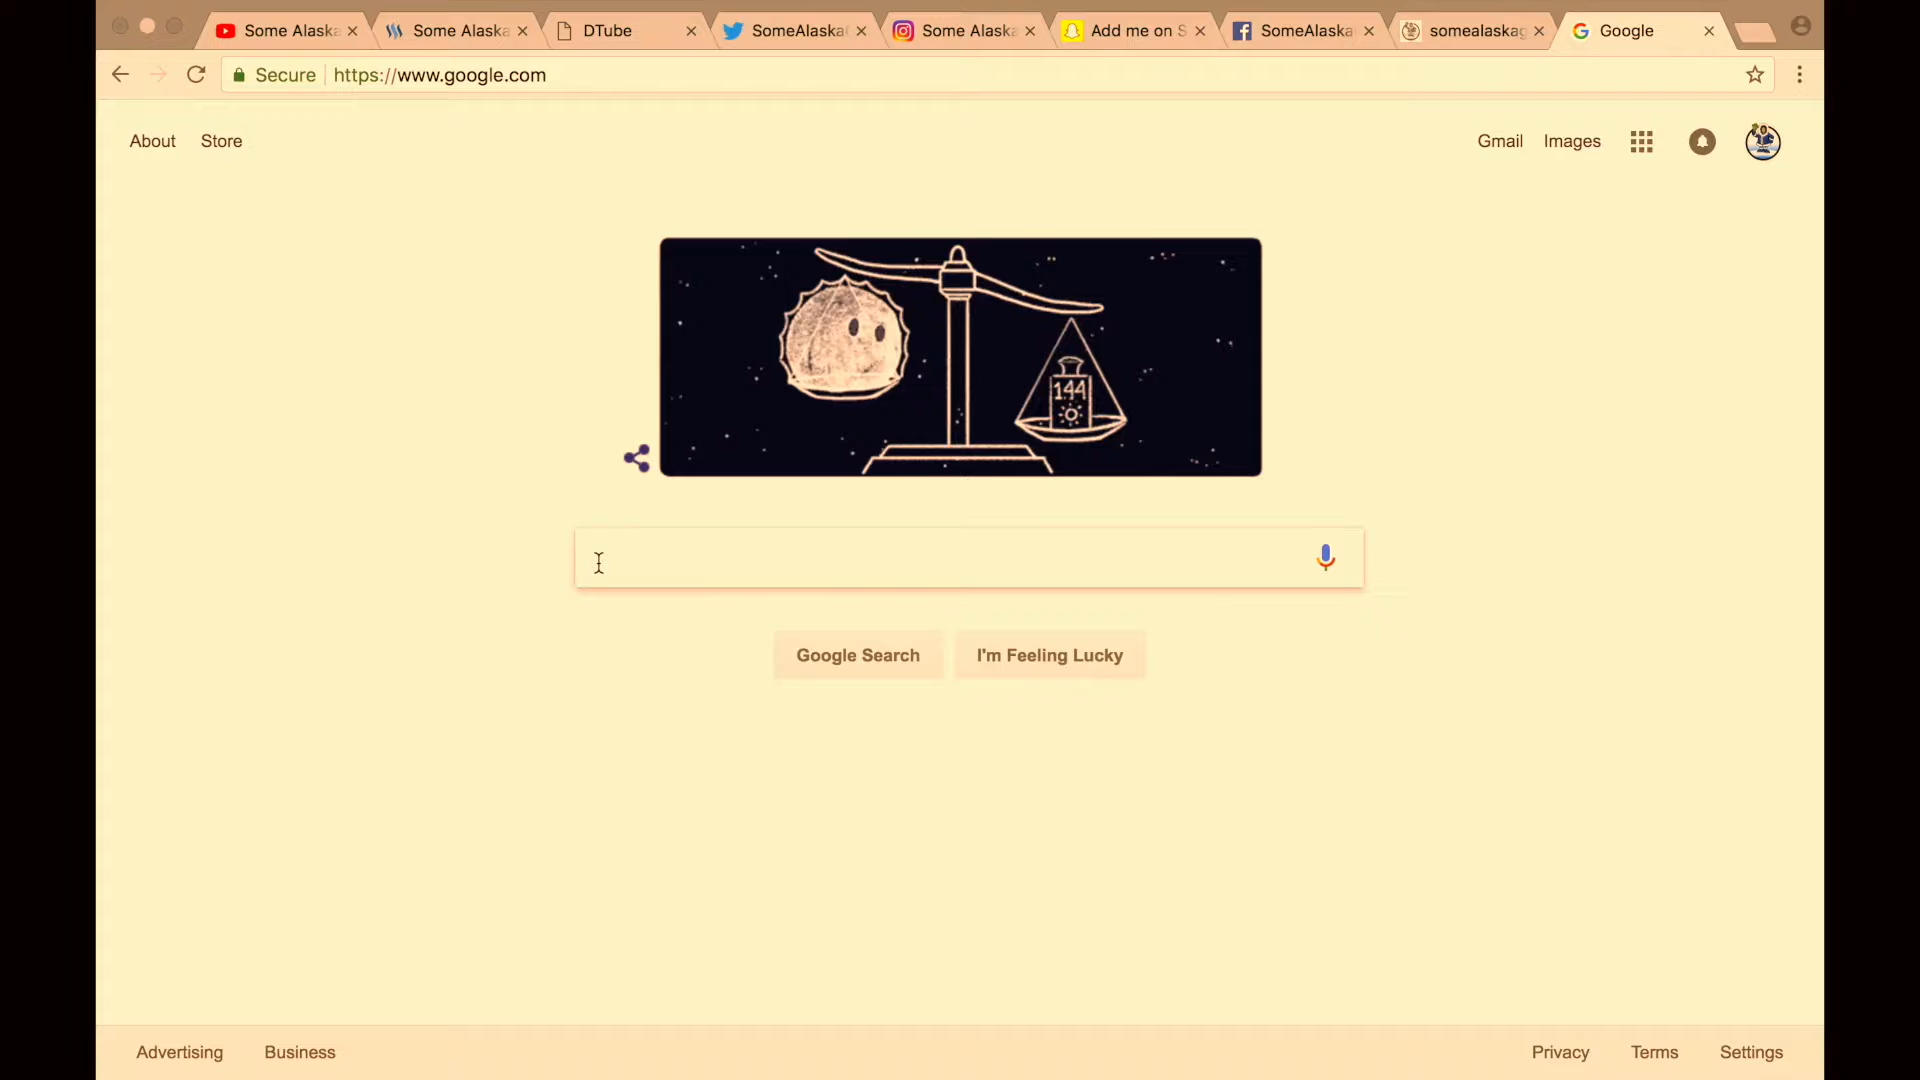 Some Alaska Some Alaska DTube SomeAlaska Some Alaska Add me on S SomeAlaska somealaskag Google
Secure https://www.google.com
About Store Gmail Images
144
Google Search I'm Feeling Lucky
Advertising Business Privacy Terms Settings